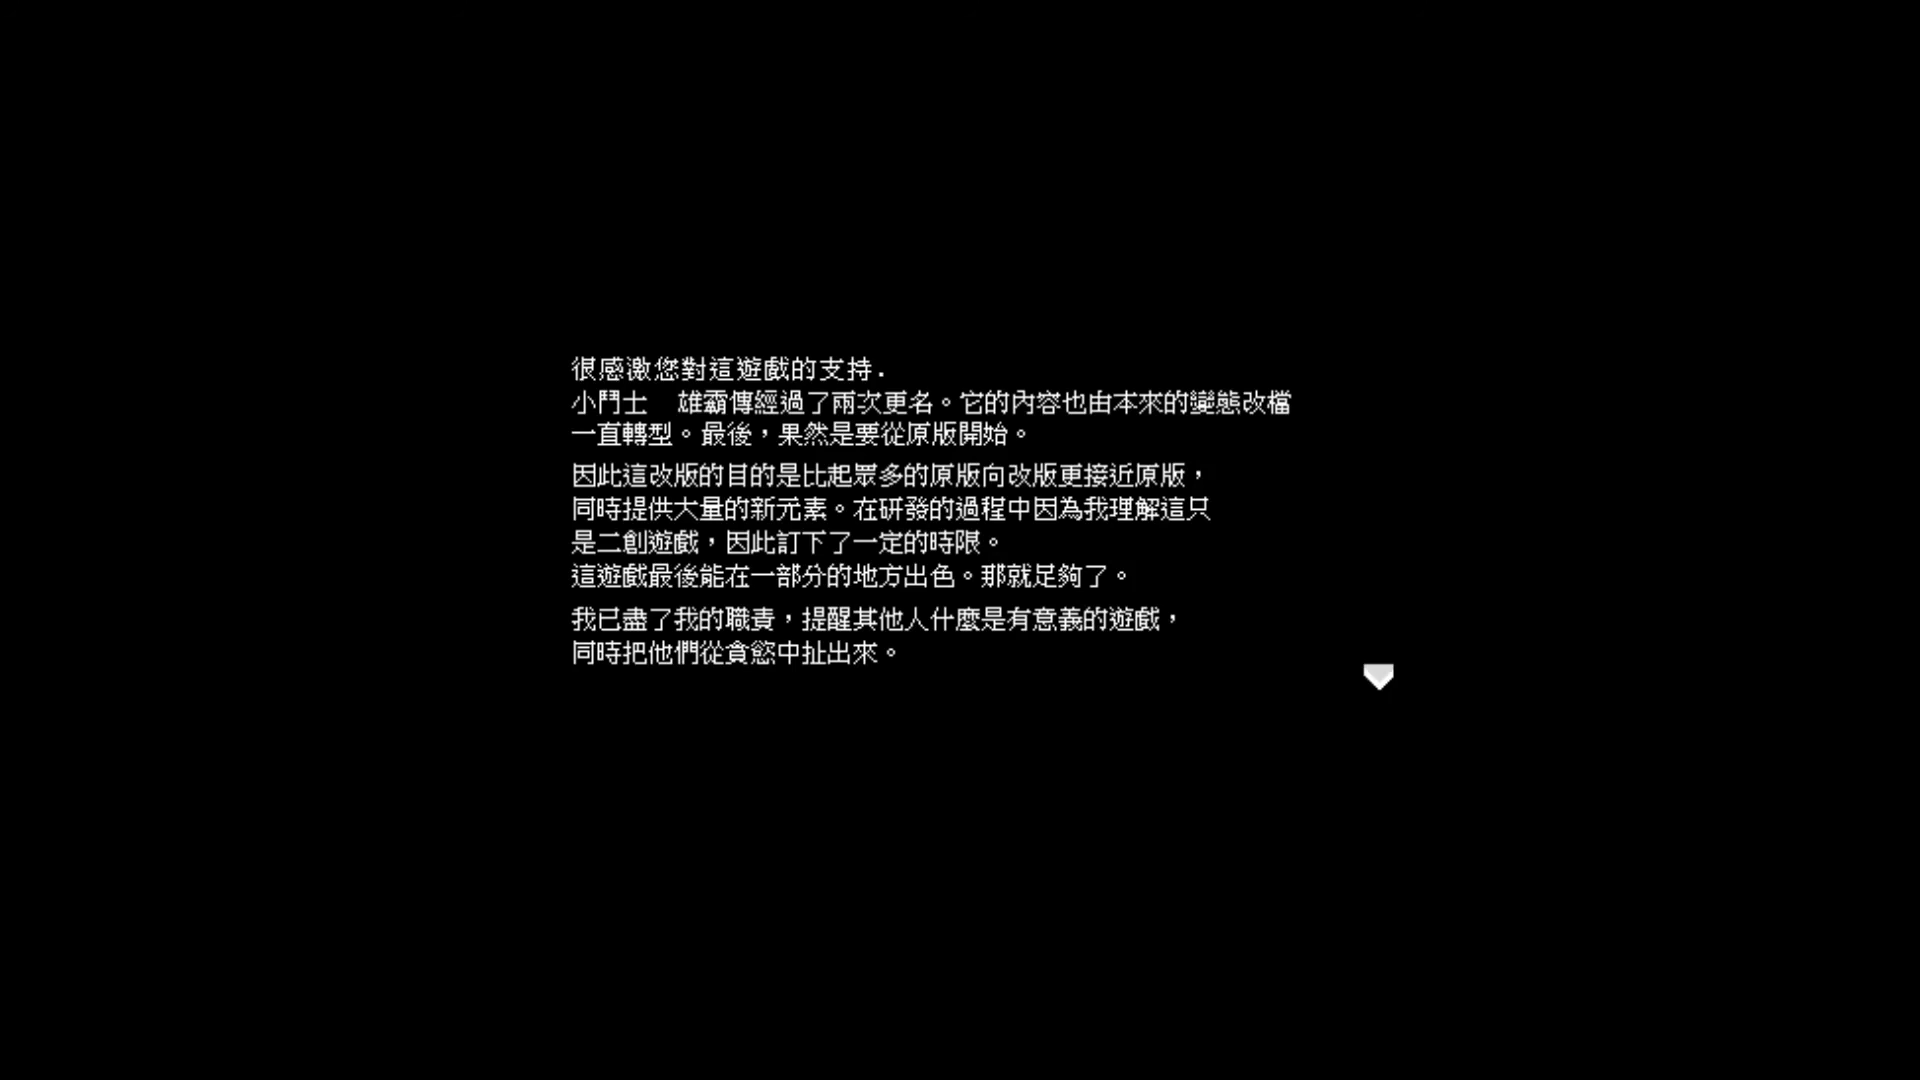 很感激您對這遊戲的支持.
小鬥士　雄霸傳經過了兩次更名。它的內容也由本來的變態改檔
一直轉型。最後，果然是要從原版開始。
因此這改版的目的是比起眾多的原版向改版更接近原版，
同時提供大量的新元素。在研發的過程中因為我理解這只
是二創遊戲，因此訂下了一定的時限。
這遊戲最後能在一部分的地方出色。那就足夠了。
我已盡了我的職責，提醒其他人什麼是有意義的遊戲，
同時把他們從貪慾中扯出來。